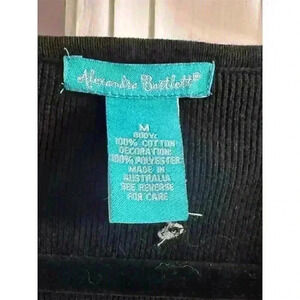 Alexandra Bartlett®
M
BODY:
100% COTTON
DECORATION:
100% POLYESTER
MADE IN
AUSTRALIA
SEE REVERSE
FOR CARE